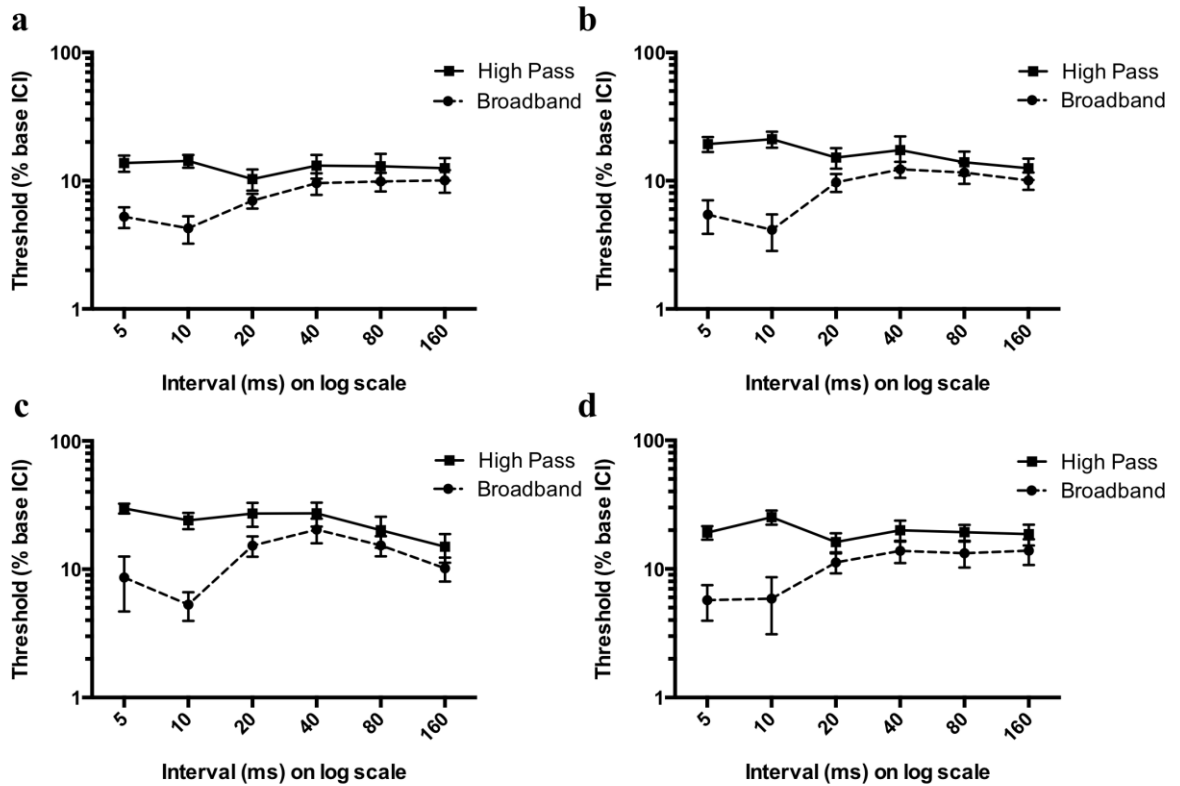 a
Threshold (% base ICI)
100
10
1
High Pass
Broadband
5 10 20 40 80 160
Interval (ms) on log scale
b
Threshold (% base ICI)
100
10
1
High Pass
Broadband
5 10 20 40 80 160
Interval (ms) on log scale
c
Threshold (% base ICI)
100
10
1
High Pass
Broadband
5 10 20 40 80 160
Interval (ms) on log scale
d
Threshold (% base ICI)
100
10
1
High Pass
Broadband
5 10 20 40 80 160
Interval (ms) on log scale